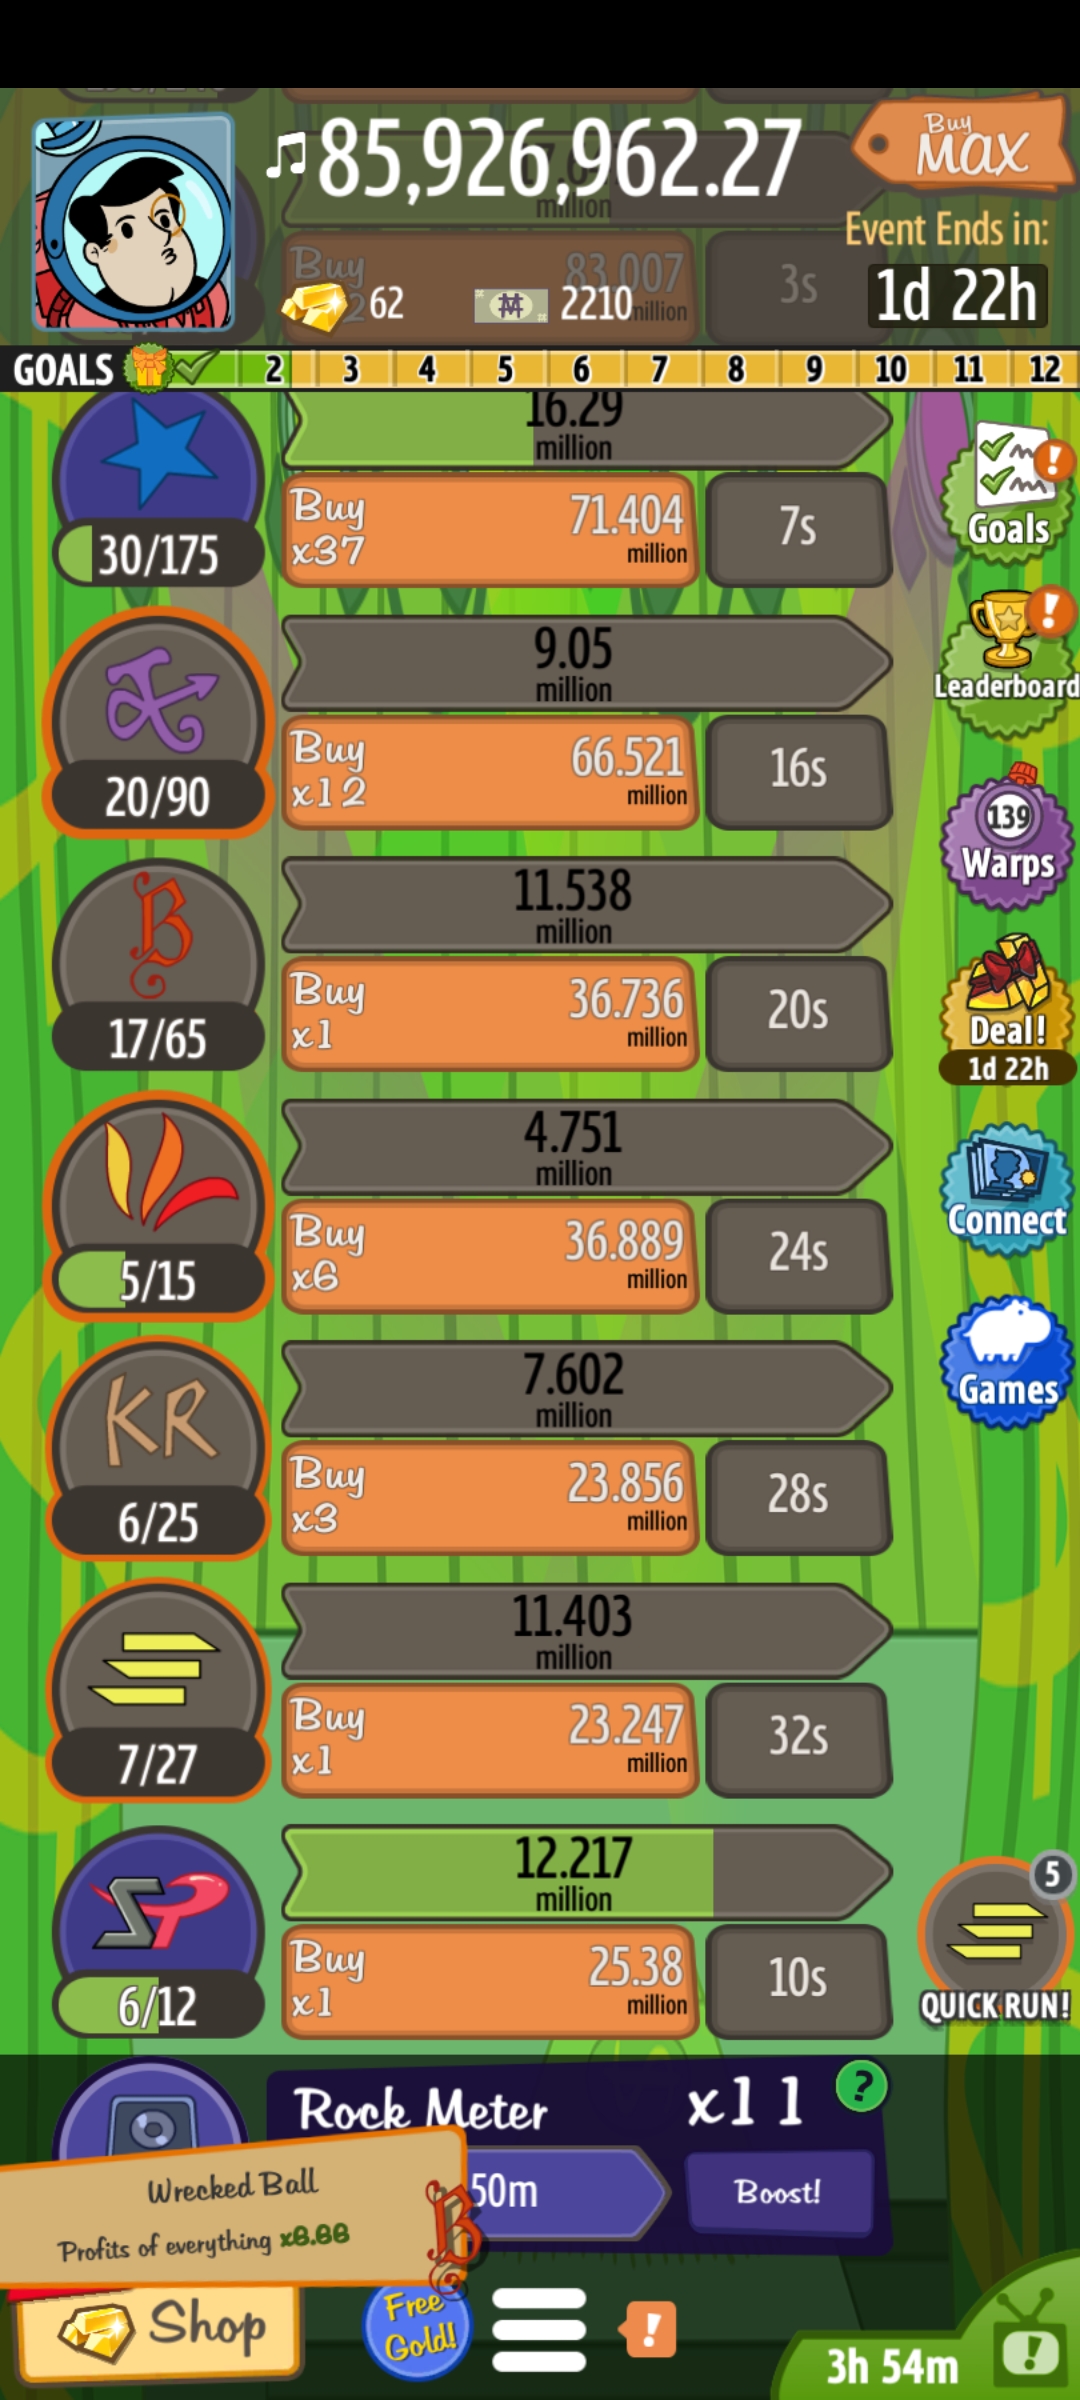 85,926,962.27
Buy
MAX
Event Ends in:
1d 22h
million
Buy
83.007
million
3s
62
2210
GOALS 2 3 4 5 6 7 8 9 10 11 12
16.29
million
30/175
Buy
x37
71.404
million
7s
Goals
9.05
million
20/90
Buy
x12
66.521
million
16s
Leaderboard
139
Warps
11.538
million
17/65
Buy
x1
36.736
million
20s
Deal!
1d 22h
4.751
million
5/15
Buy
x6
36.889
million
24s
Connect
7.602
million
KR
6/25
Buy
x3
23.856
million
28s
Games
11.403
million
7/27
Buy
x1
23.247
million
32s
12.217
million
6/12
Buy
x1
25.38
million
10s
5
QUICK RUN!
Rock Meter
x11
?
50m
Boost!
Wrecked Ball
Profits of everything x6.66
B
Shop
Free
Gold!
!
3h 54m
!